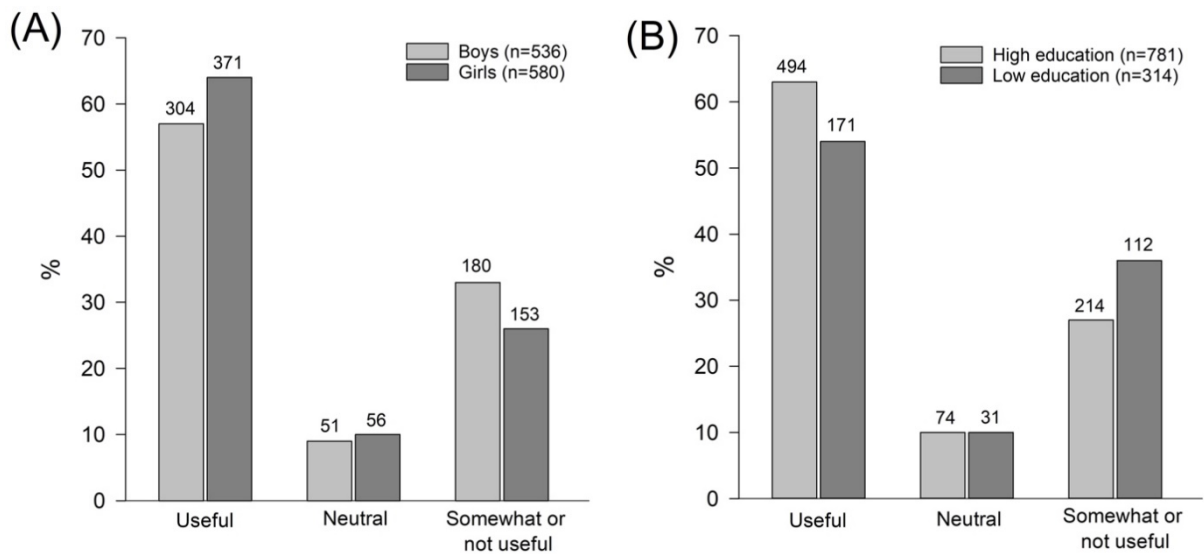 (A)
Boys (n=536)
Girls (n=580)
%
70
60
50
40
30
20
10
0
304
371
51
56
180
153
Useful
Neutral
Somewhat or
not useful
(B)
High education (n=781)
Low education (n=314)
%
70
60
50
40
30
20
10
0
494
171
74
31
214
112
Useful
Neutral
Somewhat or
not useful